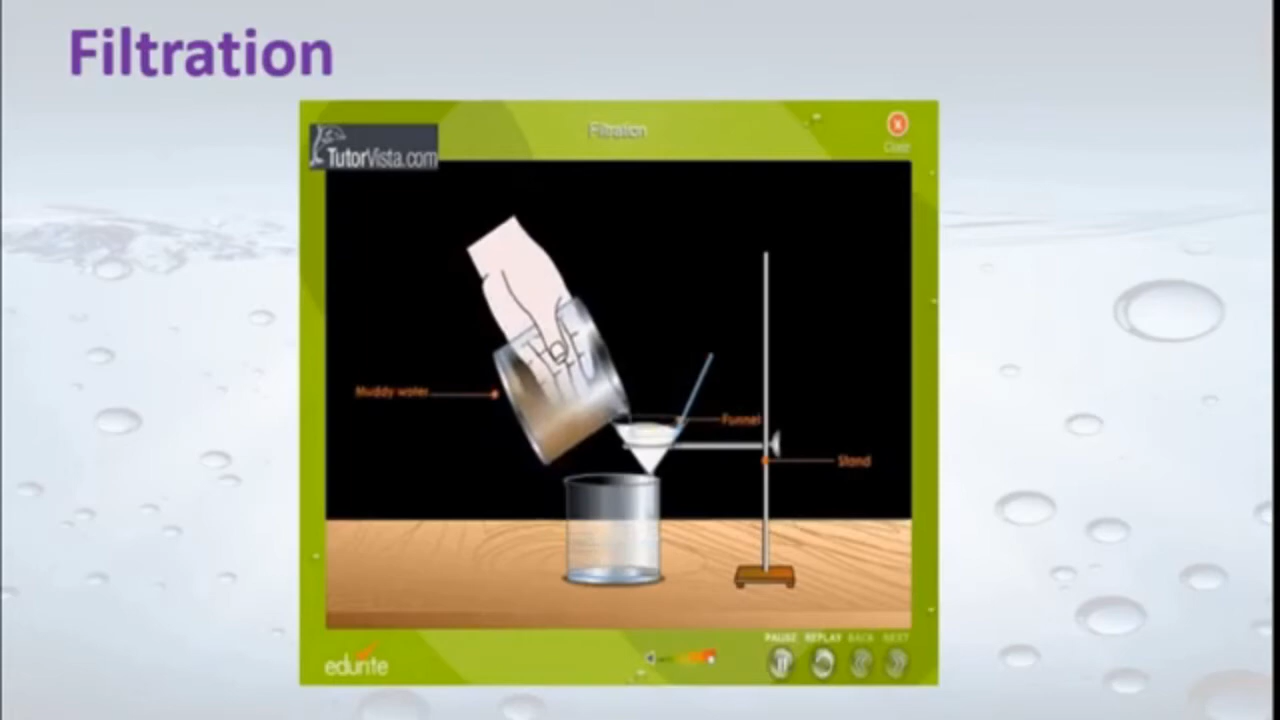 Filtration
Filtration
TutorVista.com
Close
Muddy water
Funnel
Stand
PAUSE REPLAY BACK NEXT
edurite